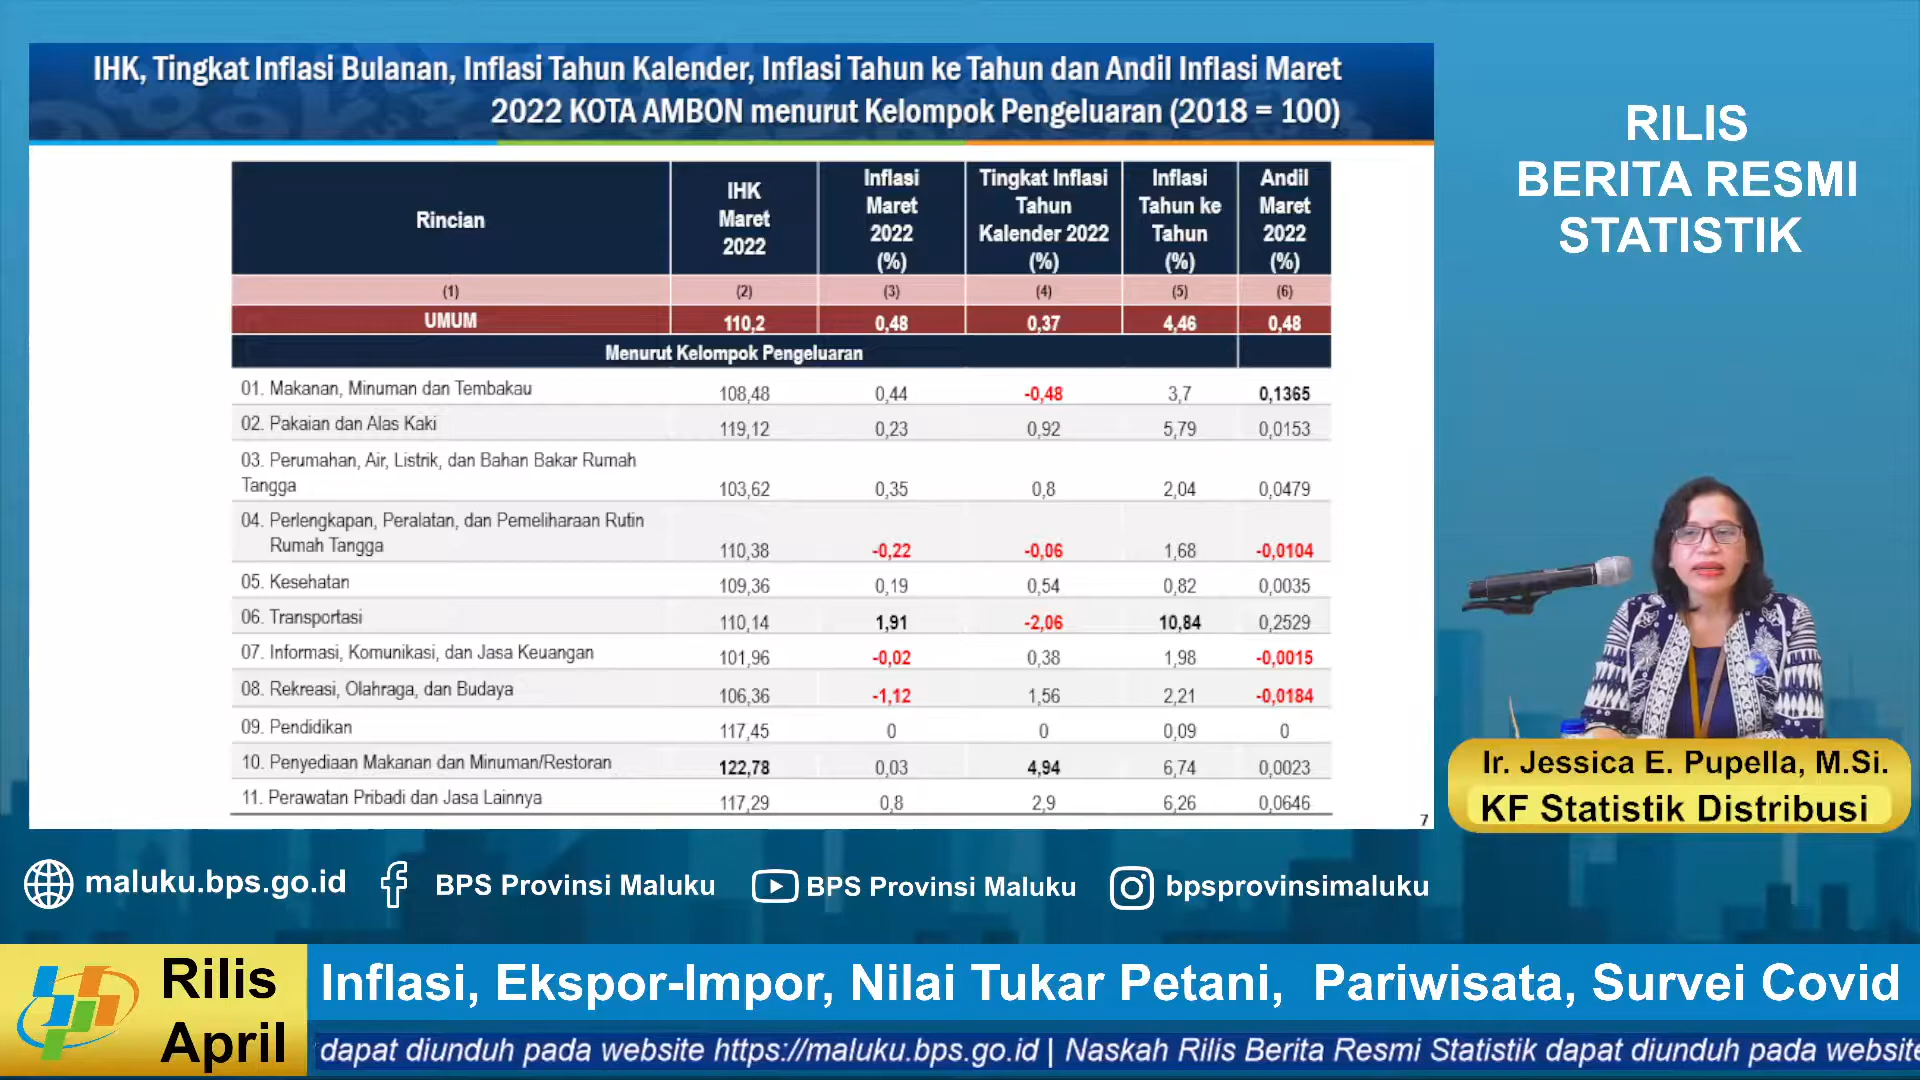 IHK, Tingkat Inflasi Bulanan, Inflasi Tahun Kalender, Inflasi Tahun ke Tahun dan Andil Inflasi Maret
2022 KOTA AMBON menurut Kelompok Pengeluaran (2018 = 100)
Rincian IHK Maret 2022 Inflasi Maret 2022 (%) Tingkat Inflasi Tahun Kalender 2022 (%) Inflasi Tahun ke Tahun (%) Andil Maret 2022 (%)
(1) (2) (3) (4) (5) (6)
UMUM 110,2 0,48 0,37 4,46 0,48
Menurut Kelompok Pengeluaran
01. Makanan, Minuman dan Tembakau 108,48 0,44 -0,48 3,7 0,1365
02. Pakaian dan Alas Kaki 119,12 0,23 0,92 5,79 0,0153
03. Perumahan, Air, Listrik, dan Bahan Bakar Rumah
Tangga 103,62 0,35 0,8 2,04 0,0479
04. Perlengkapan, Peralatan, dan Pemeliharaan Rutin
Rumah Tangga 110,38 -0,22 -0,06 1,68 -0,0104
05. Kesehatan 109,36 0,19 0,54 0,82 0,0035
06. Transportasi 110,14 1,91 -2,06 10,84 0,2529
07. Informasi, Komunikasi, dan Jasa Keuangan 101,96 -0,02 0,38 1,98 -0,0015
08. Rekreasi, Olahraga, dan Budaya 106,36 -1,12 1,56 2,21 -0,0184
09. Pendidikan 117,45 0 0 0,09 0
10. Penyediaan Makanan dan Minuman/Restoran 122,78 0,03 4,94 6,74 0,0023
11. Perawatan Pribadi dan Jasa Lainnya 117,29 0,8 2,9 6,26 0,0646
7
RILIS
BERITA RESMI
STATISTIK
Ir. Jessica E. Pupella, M.Si.
KF Statistik Distribusi
maluku.bps.go.id BPS Provinsi Maluku BPS Provinsi Maluku bpsprovinsimaluku
Rilis
April
Inflasi, Ekspor-Impor, Nilai Tukar Petani, Pariwisata, Survei Covid
dapat diunduh pada website https://maluku.bps.go.id | Naskah Rilis Berita Resmi Statistik dapat diunduh pada website